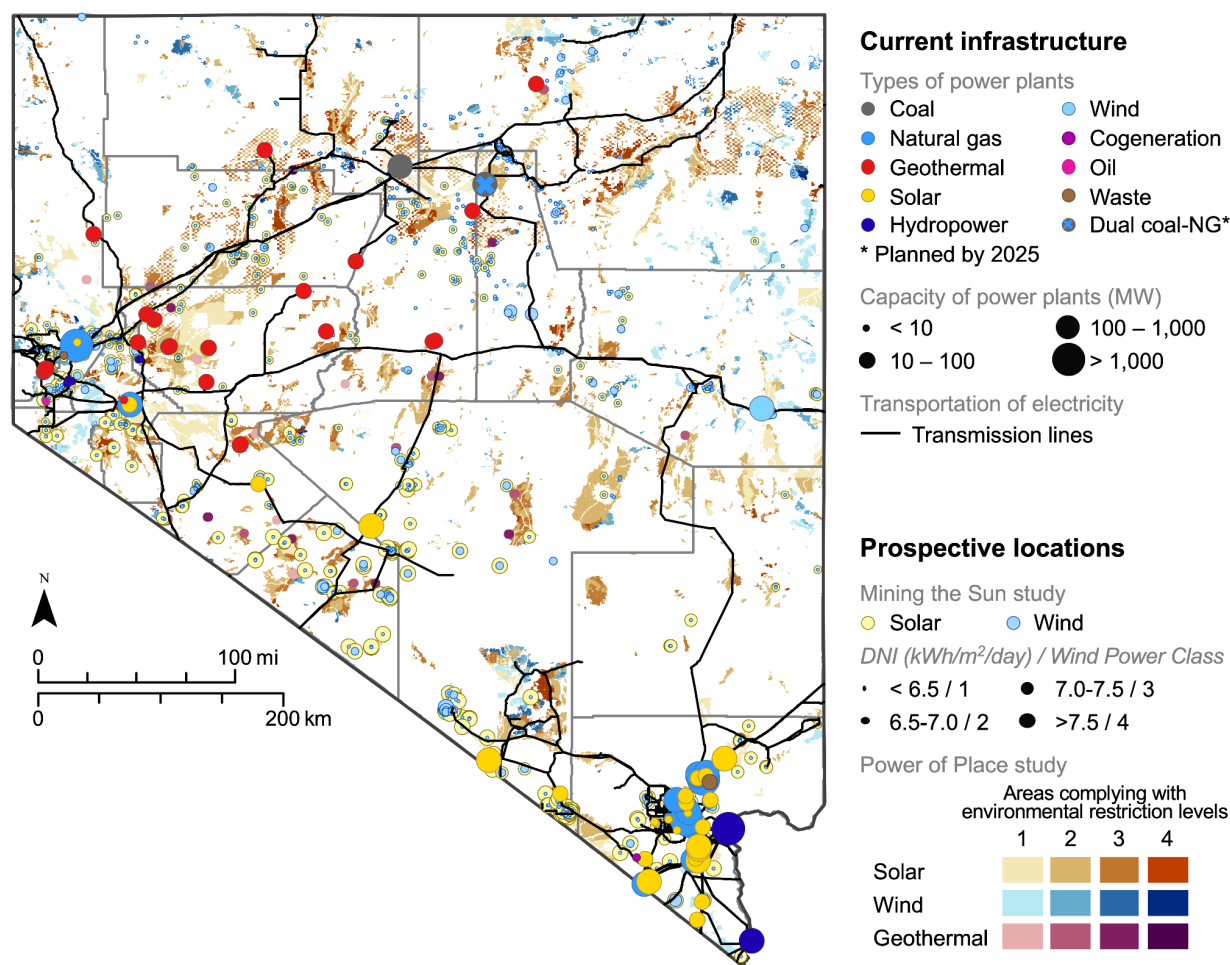 Current infrastructure
Types of power plants
Coal
Wind
Natural gas
Cogeneration
Geothermal
Oil
Solar
Waste
Hydropower
Dual coal-NG*
* Planned by 2025
Capacity of power plants (MW)
< 10
100 – 1,000
10 – 100
> 1,000
Transportation of electricity
Transmission lines
Prospective locations
Mining the Sun study
Solar
Wind
DNI (kWh/m²/day) / Wind Power Class
< 6.5 / 1
7.0-7.5 / 3
6.5-7.0 / 2
>7.5 / 4
Power of Place study
Areas complying with
environmental restriction levels
1 2 3 4
Solar
Wind
Geothermal
N
0 100 mi
0 200 km